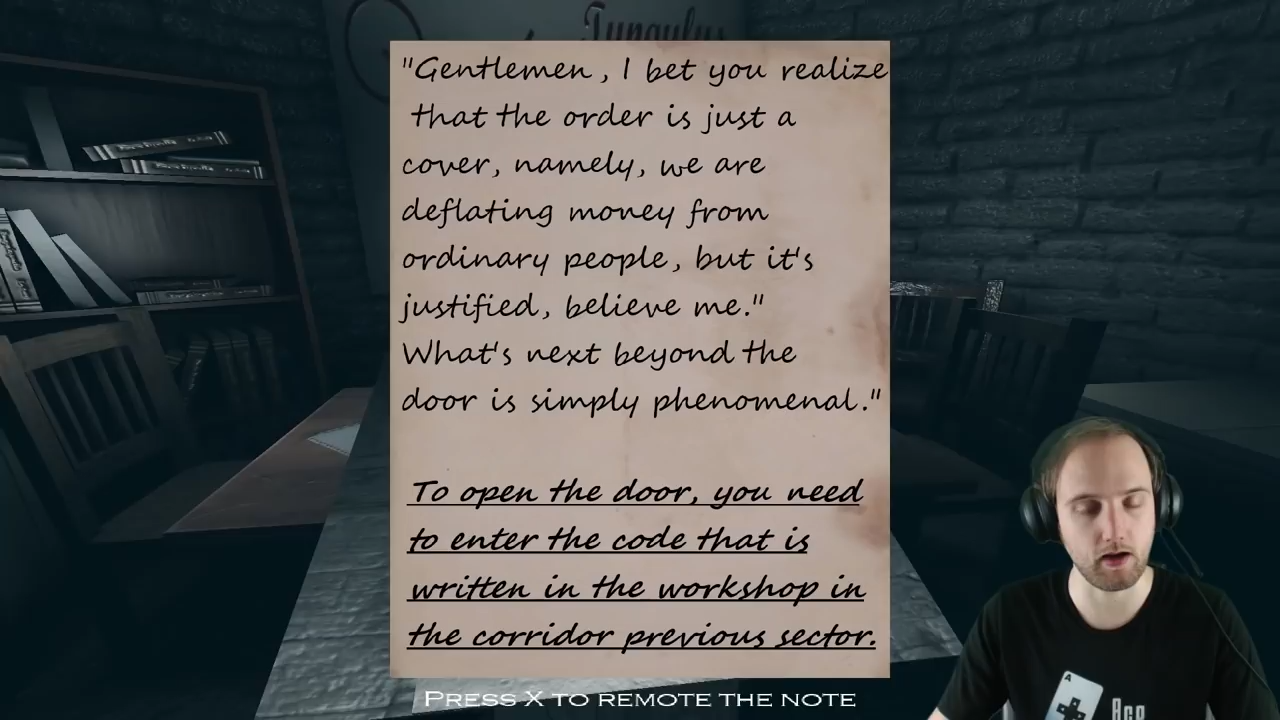 Tungulus
"Gentlemen, I bet you realize
that the order is just a
cover, namely, we are
deflating money from
ordinary people, but it's
justified, believe me."
What's next beyond the
door is simply phenomenal."
To open the door, you need
to enter the code that is
written in the workshop in
the corridor previous sector.
PRESS X TO REMOTE THE NOTE
A